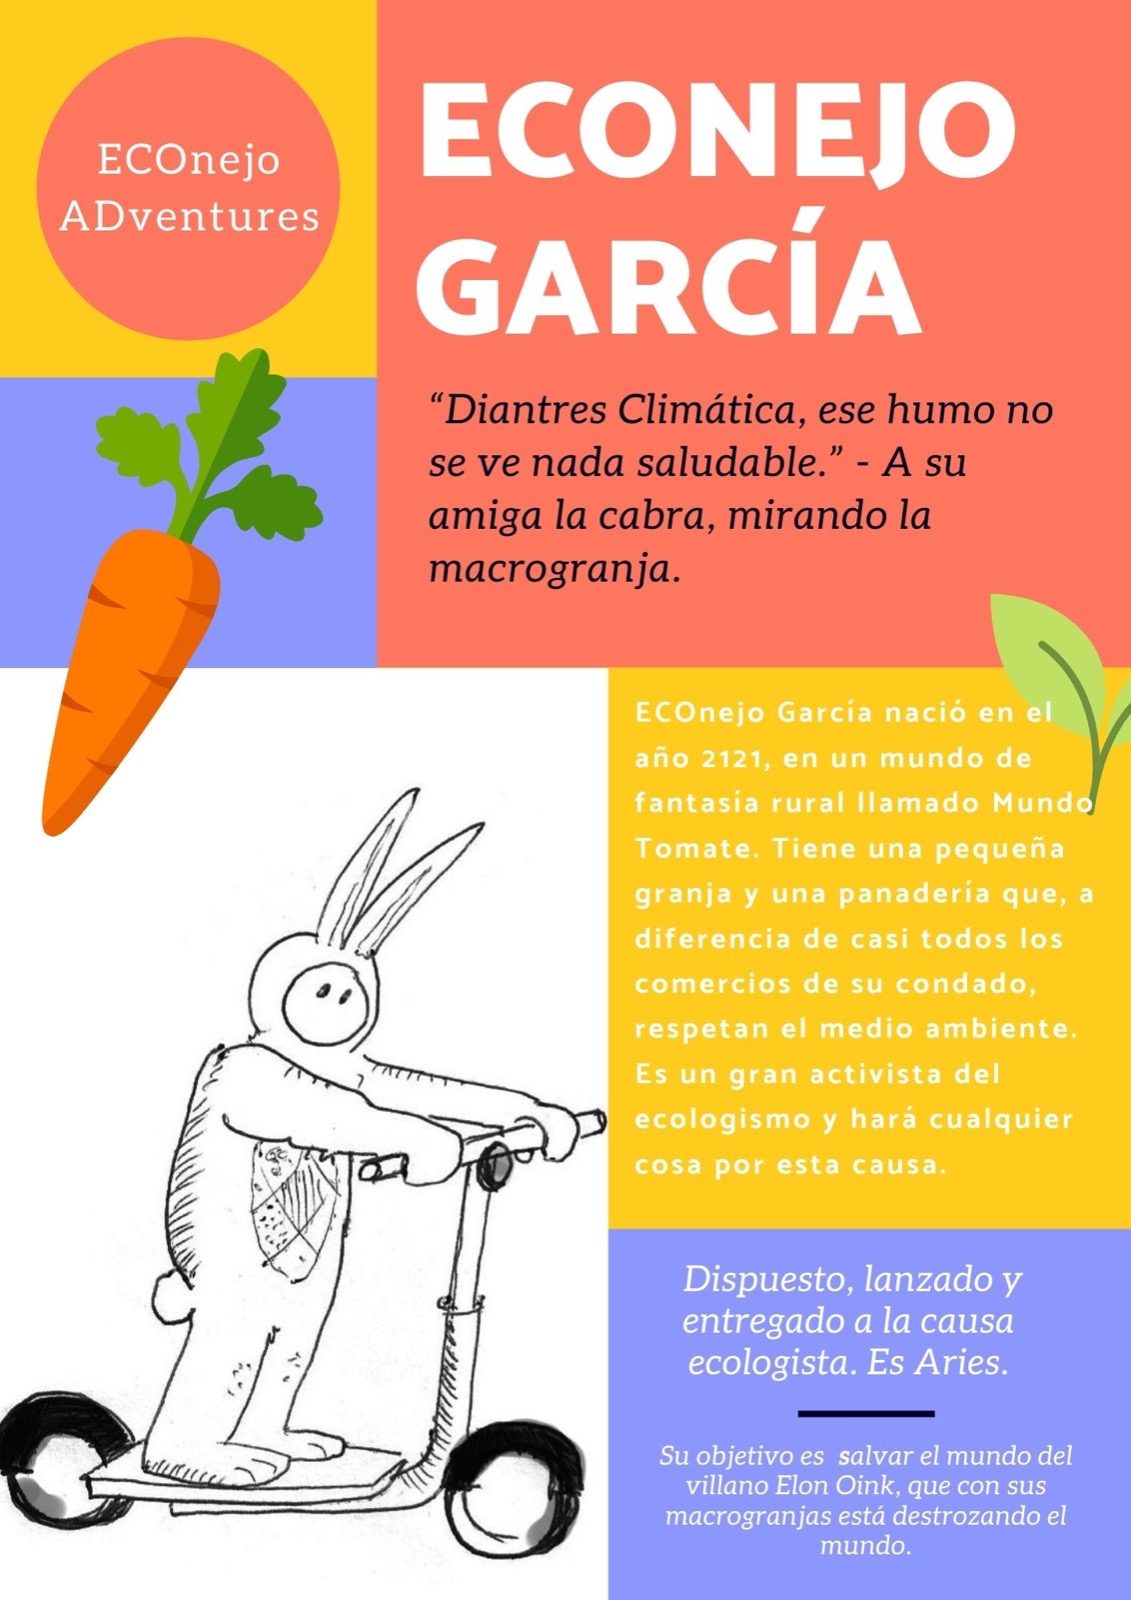 ECOnejo
ADventures
ECONEJO
GARCÍA
“Diantres Climática, ese humo no
se ve nada saludable.” - A su
amiga la cabra, mirando la
macrogranja.
ECOnejo García nació en el
año 2121, en un mundo de
fantasía rural llamado Mundo
Tomate. Tiene una pequeña
granja y una panadería que, a
diferencia de casi todos los
comercios de su condado,
respetan el medio ambiente.
Es un gran activista del
ecologismo y hará cualquier
cosa por esta causa.
Dispuesto, lanzado y
entregado a la causa
ecologista. Es Aries.
Su objetivo es salvar el mundo del
villano Elon Oink, que con sus
macrogranjas está destrozando el
mundo.